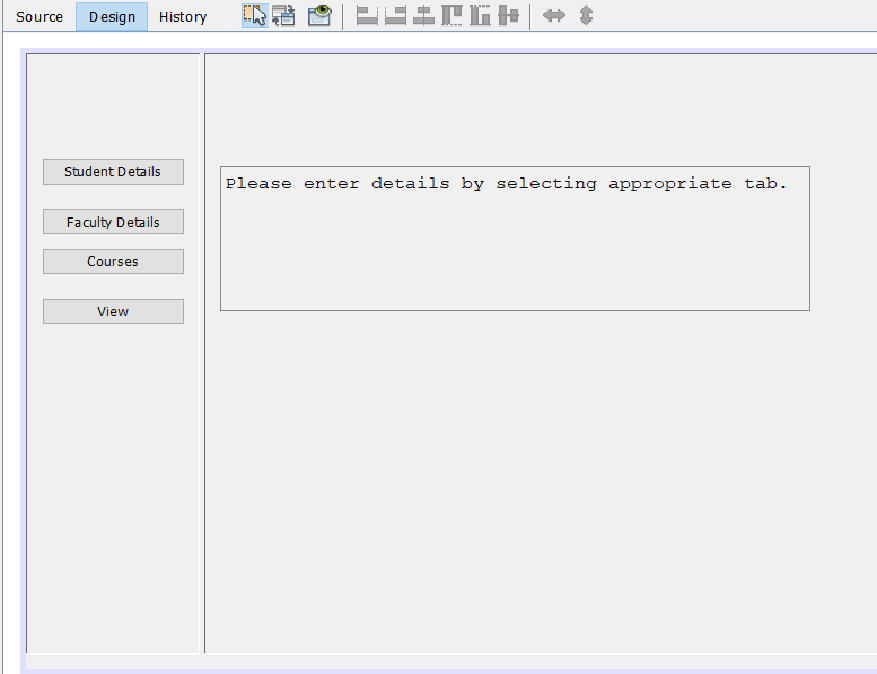 Source Design History
Student Details
Please enter details by selecting appropriate tab.
Faculty Details
Courses
View